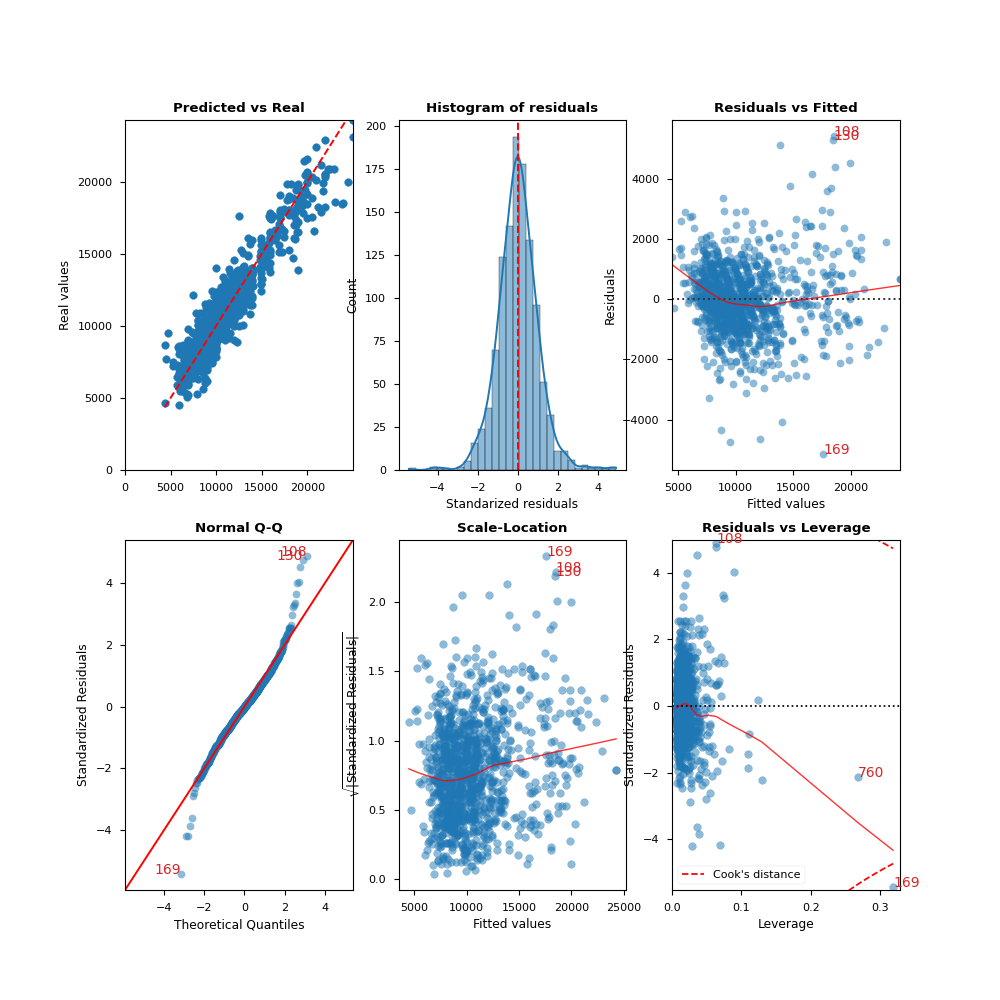 Predicted vs Real
Real values
20000
15000
10000
5000
0
0 5000 10000 15000 20000
Histogram of residuals
Count
200
175
150
125
100
75
50
25
0
−4 −2 0 2 4
Standarized residuals
Residuals vs Fitted
Residuals
108
130
169
4000
2000
0
−2000
−4000
5000 10000 15000 20000
Fitted values
Normal Q-Q
Standardized Residuals
108
130
169
4
2
0
−2
−4
−4 −2 0 2 4
Theoretical Quantiles
Scale-Location
√|Standardized Residuals|
169
108
130
2.0
1.5
1.0
0.5
0.0
5000 10000 15000 20000 25000
Fitted values
Residuals vs Leverage
Standardized Residuals
108
760
169
4
2
0
−2
−4
Cook's distance
0.0 0.1 0.2 0.3
Leverage